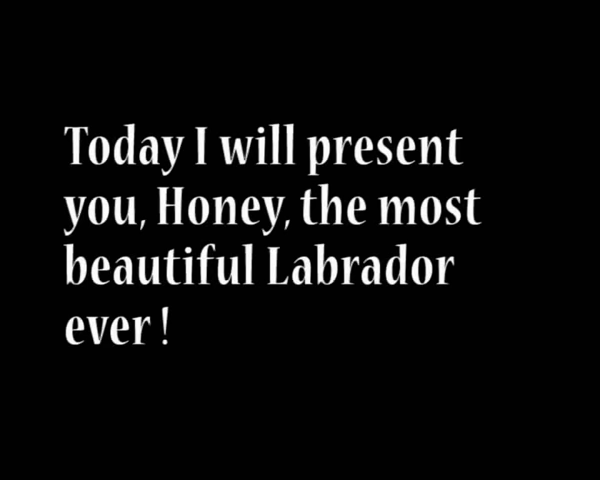 Today I will present
you, Honey, the most
beautiful Labrador
ever !